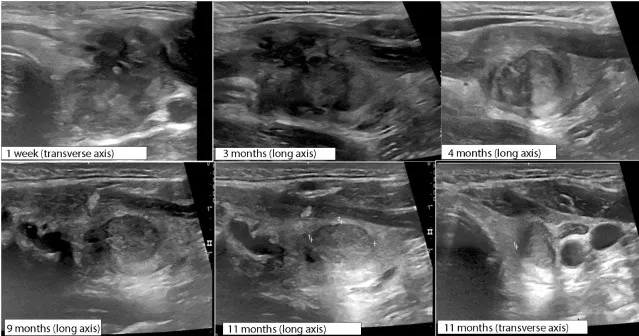 1 week (transverse axis)
3 months (long axis)
4 months (long axis)
9 months (long axis)
11 months (long axis)
11 months (transverse axis)